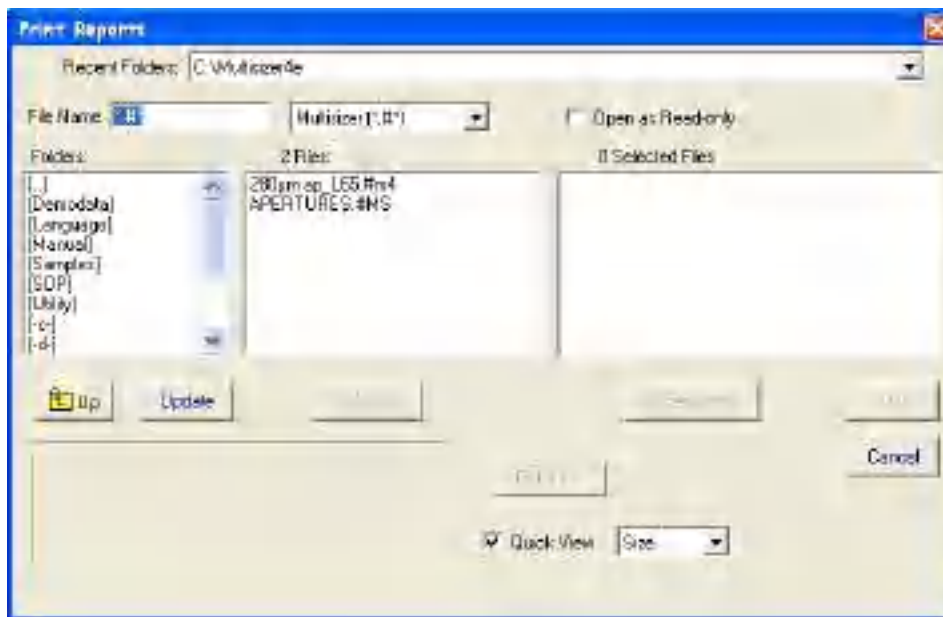 Print Reports
Recent Folders: C:\Multisizer4e
File Name
Multisizer (*.#*)
Open as Read-only
Folders:
2 Files:
0 Selected Files
[..]
[Demodata]
[Language]
[Manual]
[Samples]
[SOP]
[Utility]
[-c-]
[-d-]
280µm ap_L65.#m4
APERTURES.#MS
Up
Update
Cancel
Quick View
Size